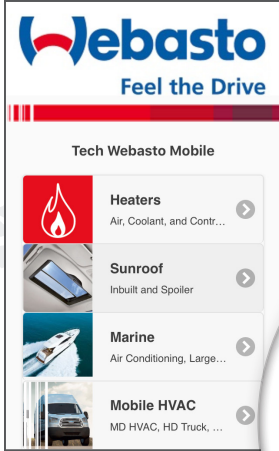 Webasto
Feel the Drive
Tech Webasto Mobile
Heaters
Air, Coolant, and Contr...
Sunroof
Inbuilt and Spoiler
Marine
Air Conditioning, Large...
Mobile HVAC
MD HVAC, HD Truck, ...